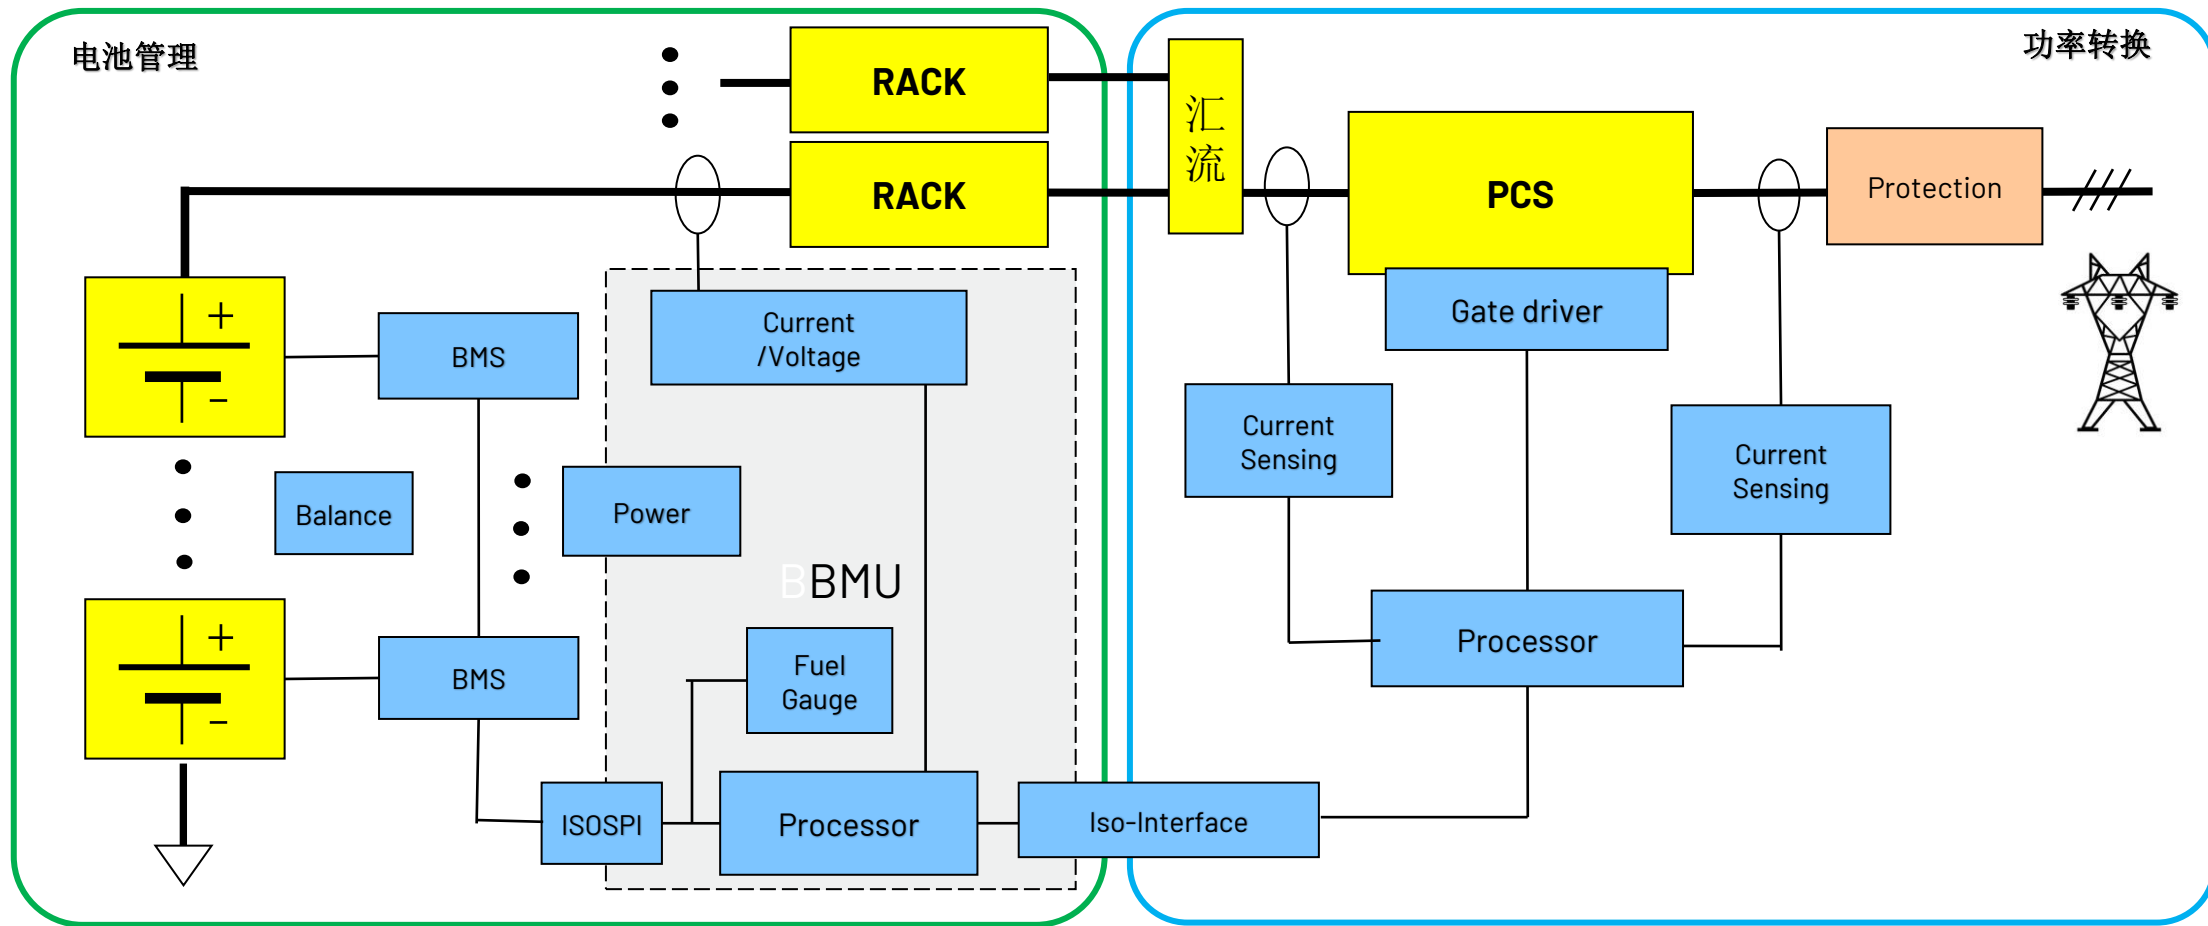 电池管理
功率转换
RACK
RACK
汇
流
PCS
Protection
Gate driver
+
-
BMS
Current
/Voltage
Current
Sensing
Current
Sensing
Balance
Power
BBMU
+
-
BMS
Fuel
Gauge
Processor
ISOSPI
Processor
Iso-Interface